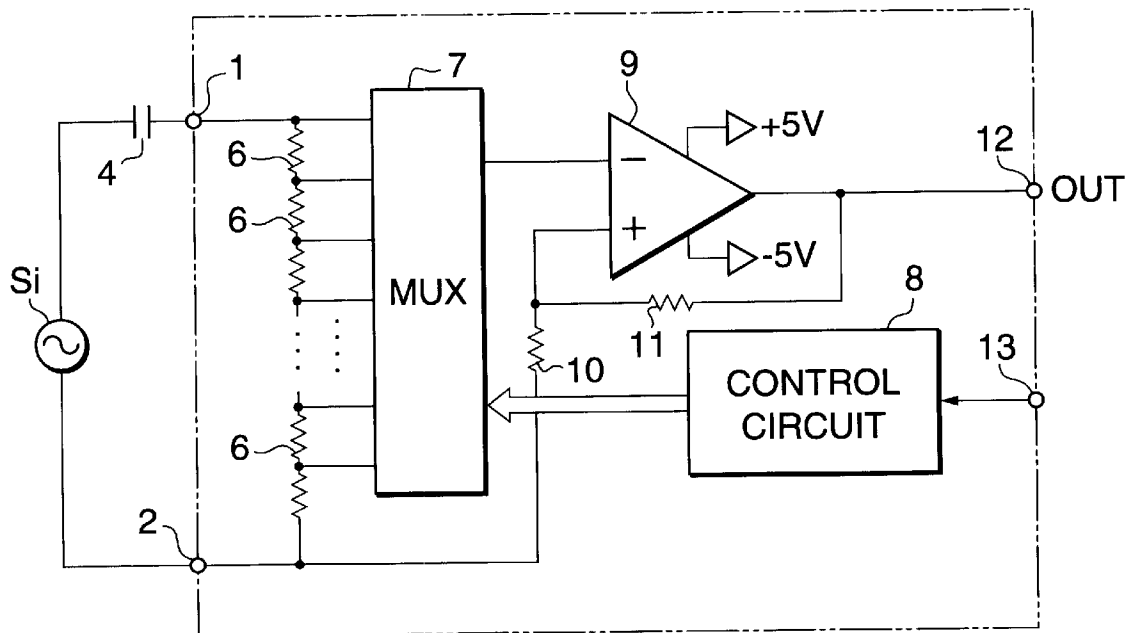 7
9
1
+5V
12
4
6
−
OUT
6
+
-5V
Si
MUX
8
11
10
13
CONTROL
CIRCUIT
6
2